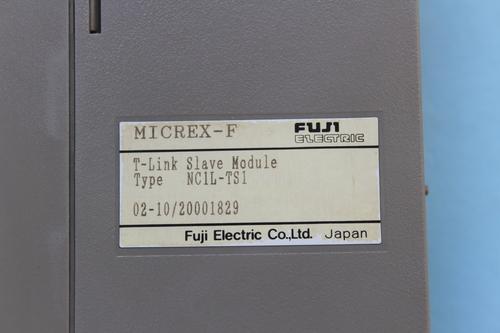 MICREX-F FUJI ELECTRIC
T-Link Slave Module
Type NC1L-TS1
02-10/20001829
Fuji Electric Co.,Ltd. Japan